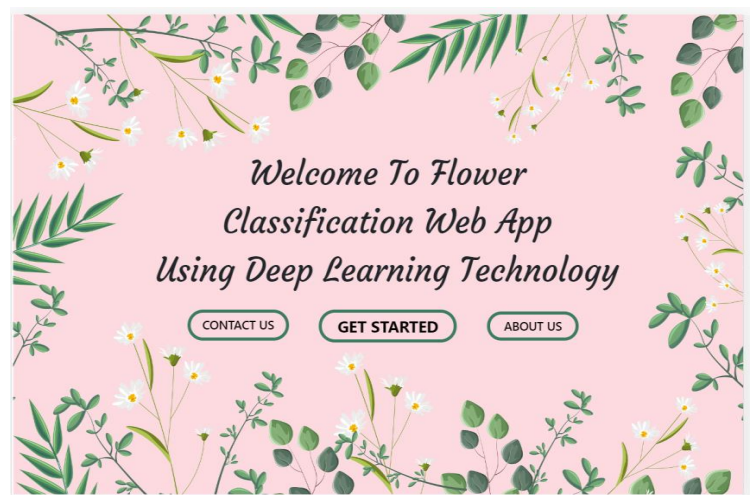 Welcome To Flower
Classification Web App
Using Deep Learning Technology
CONTACT US
GET STARTED
ABOUT US